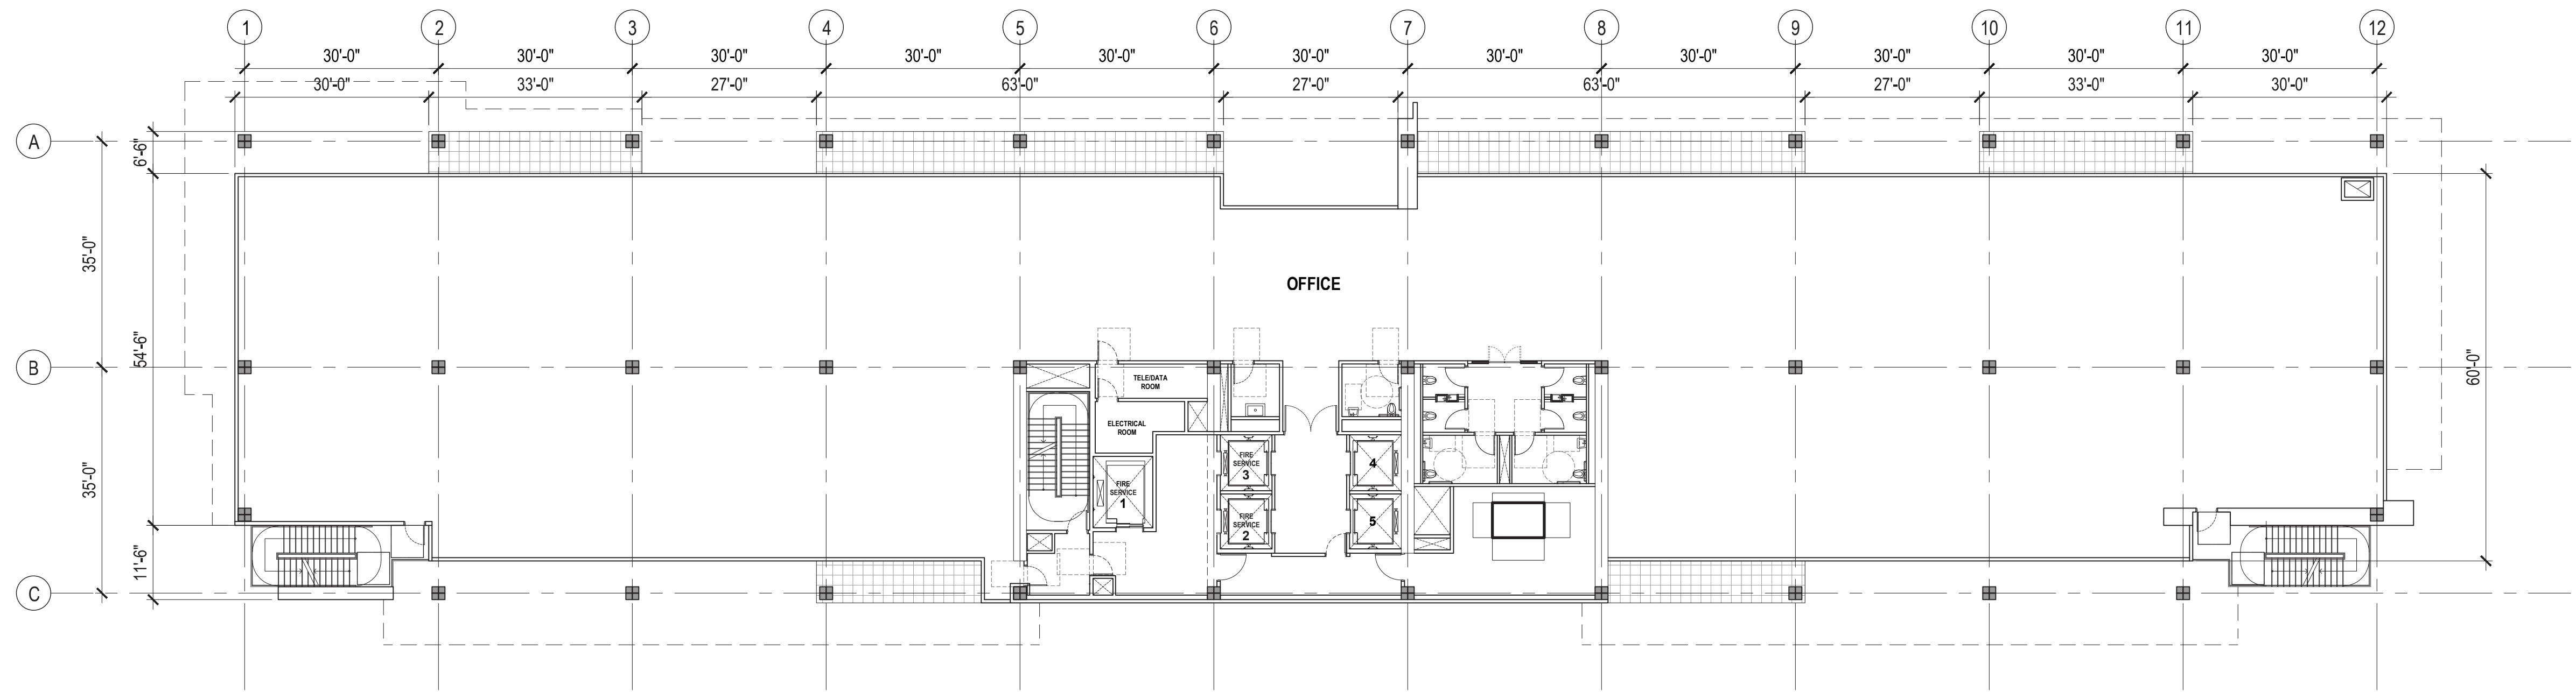 1 2 3 4 5 6 7 8 9 10 11 12
30'-0" 30'-0" 30'-0" 30'-0" 30'-0" 30'-0" 30'-0" 30'-0" 30'-0" 30'-0" 30'-0"
30'-0" 33'-0" 27'-0" 63'-0" 27'-0" 63'-0" 27'-0" 33'-0" 30'-0"
A
6'-6"
35'-0"
OFFICE
54'-6"
B
60'-0"
TELE/DATA
ROOM
ELECTRICAL
ROOM
FIRE
SERVICE
3
4
FIRE
SERVICE
1
FIRE
SERVICE
2
5
35'-0"
11'-6"
C